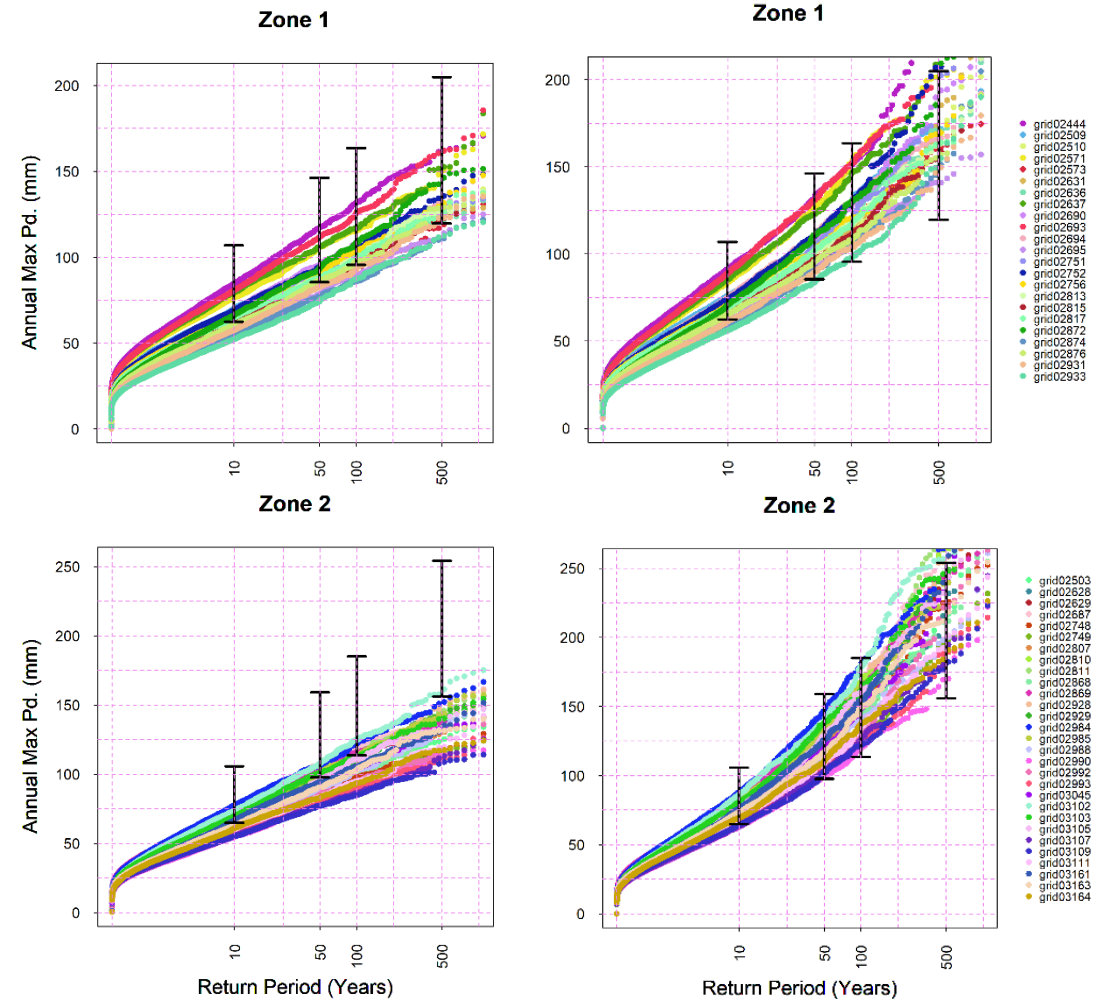 Zone 1
Zone 1
Annual Max Pd. (mm)
200
150
100
50
0
10
50
100
500
200
150
100
50
0
10
50
100
500
grid02444
grid02509
grid02510
grid02571
grid02573
grid02631
grid02636
grid02637
grid02690
grid02693
grid02694
grid02695
grid02751
grid02752
grid02756
grid02813
grid02815
grid02817
grid02872
grid02874
grid02876
grid02931
grid02933
Zone 2
Zone 2
Annual Max Pd. (mm)
250
200
150
100
50
0
10
50
100
500
Return Period (Years)
250
200
150
100
50
0
10
50
100
500
Return Period (Years)
grid02503
grid02628
grid02629
grid02687
grid02748
grid02749
grid02807
grid02810
grid02811
grid02868
grid02869
grid02928
grid02929
grid02984
grid02985
grid02988
grid02990
grid02992
grid02993
grid03045
grid03102
grid03103
grid03105
grid03107
grid03109
grid03111
grid03161
grid03163
grid03164